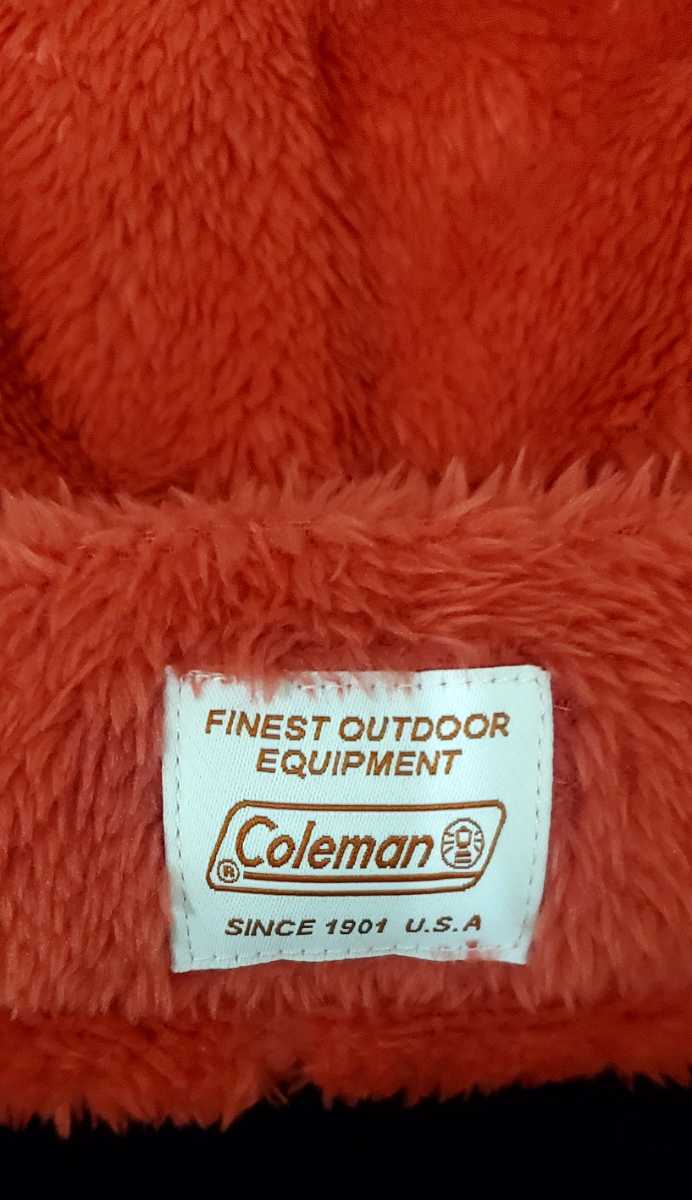 FINEST OUTDOOR
EQUIPMENT
Coleman
®
SINCE 1901 U.S.A